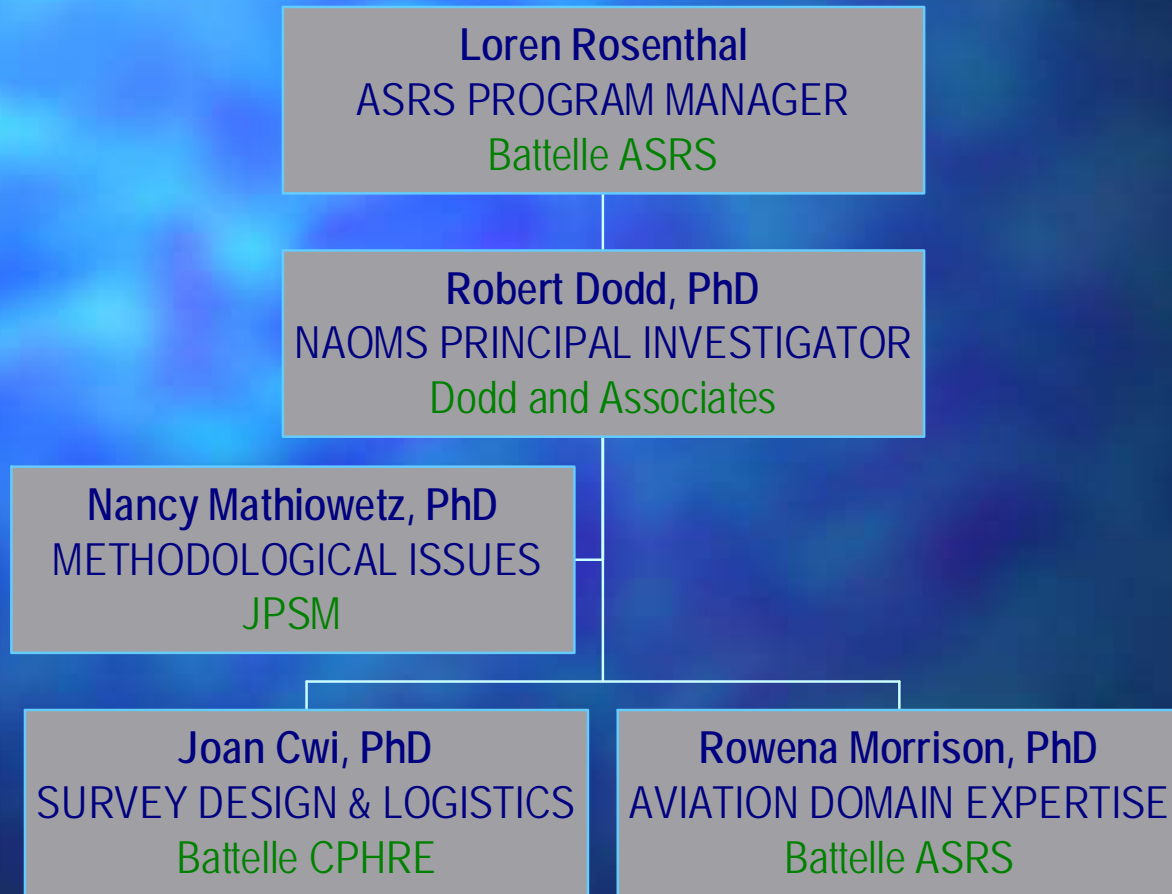 Loren Rosenthal
ASRS PROGRAM MANAGER
Battelle ASRS
Robert Dodd, PhD
NAOMS PRINCIPAL INVESTIGATOR
Dodd and Associates
Nancy Mathiowetz, PhD
METHODOLOGICAL ISSUES
JPSM
Joan Cwi, PhD
SURVEY DESIGN & LOGISTICS
Battelle CPHRE
Rowena Morrison, PhD
AVIATION DOMAIN EXPERTISE
Battelle ASRS